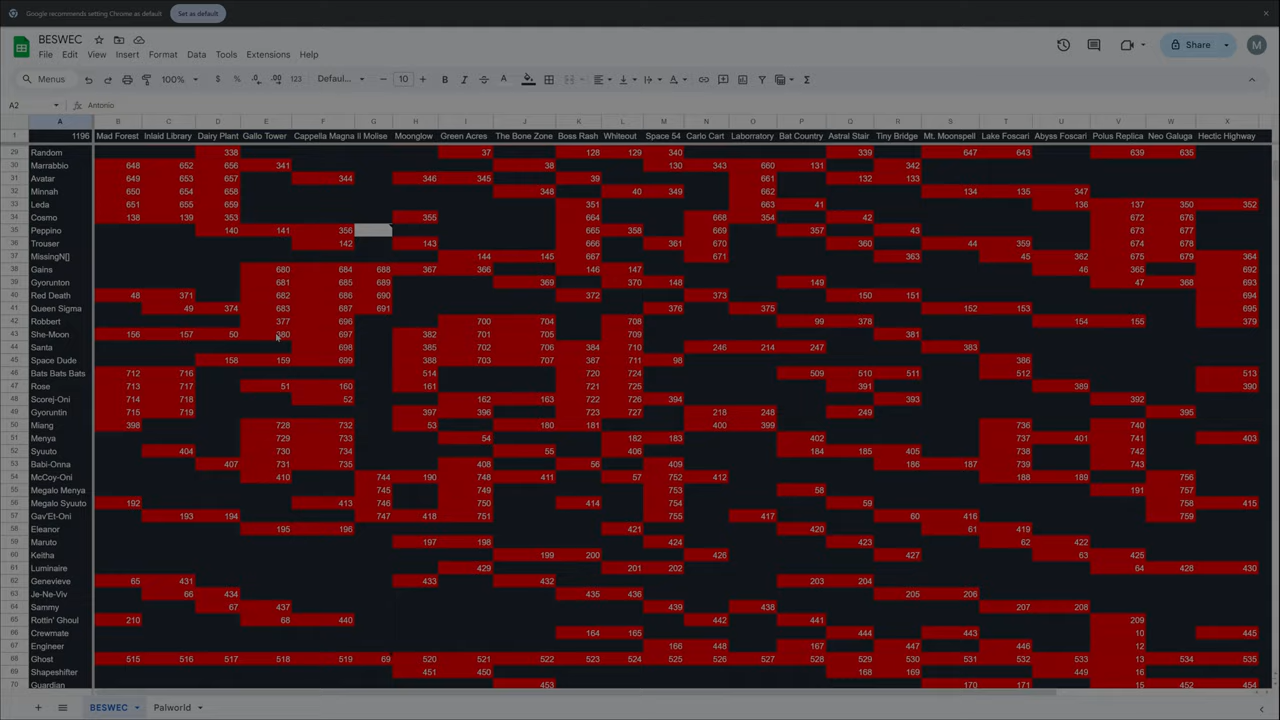 Google recommends setting Chrome as default Set as default
BESWEC
File Edit View Insert Format Data Tools Extensions Help
Share M
Menus 100% $ % .0 .00 123 Defaul... 10 B I A
A2 fx Antonio
A B C D E F G H I J K L M N O P Q R S T U V W X
1 1196 Mad Forest Inlaid Library Dairy Plant Gallo Tower Cappella Magna Il Molise Moonglow Green Acres The Bone Zone Boss Rash Whiteout Space 54 Carlo Cart Laborratory Bat Country Astral Stair Tiny Bridge Mt. Moonspell Lake Foscari Abyss Foscari Polus Replica Neo Galuga Hectic Highway
29 Random 338 37 128 129 340 339 647 643 639 635
30 Marrabbio 648 652 656 341 38 130 343 660 131 342
31 Avatar 649 653 657 344 346 345 39 661 132 133
32 Minnah 650 654 658 348 40 349 662 134 135 347
33 Leda 651 655 659 351 663 41 136 137 350 352
34 Cosmo 138 139 353 355 664 668 354 42 672 676
35 Peppino 140 141 356 665 358 669 357 43 673 677
36 Trouser 142 143 666 361 670 360 44 359 674 678
37 MissingN[] 144 145 667 671 363 45 362 675 679 364
38 Gains 680 684 688 367 366 146 147 46 365 692
39 Gyorunton 681 685 689 369 370 148 149 47 368 693
40 Red Death 48 371 682 686 690 372 373 150 151 694
41 Queen Sigma 49 374 683 687 691 376 375 152 153 695
42 Robbert 377 696 700 704 708 99 378 154 155 379
43 She-Moon 156 157 50 380 697 382 701 705 709 381
44 Santa 698 385 702 706 384 710 246 214 247 383
45 Space Dude 158 159 699 388 703 707 387 711 98 386
46 Bats Bats Bats 712 716 514 720 724 509 510 511 512 513
47 Rose 713 717 51 160 161 721 725 391 389 390
48 Scorej-Oni 714 718 52 162 163 722 726 394 393 392
49 Gyoruntin 715 719 397 396 723 727 218 248 249 395
50 Miang 398 728 732 53 180 181 400 399 736 740
51 Menya 729 733 54 182 183 402 737 401 741 403
52 Syuuto 404 730 734 55 406 184 185 405 738 742
53 Babi-Onna 407 731 735 408 56 409 186 187 739 743
54 McCoy-Oni 410 744 190 748 411 57 752 412 188 189 756
55 Megalo Menya 745 749 753 58 191 757
56 Megalo Syuuto 192 413 746 750 414 754 59 758 415
57 Gav'Et-Oni 193 194 747 418 751 755 417 60 416 759
58 Eleanor 195 196 421 420 61 419
59 Maruto 197 198 424 423 62 422
60 Keitha 199 200 426 427 63 425
61 Luminaire 429 201 202 64 428 430
62 Genevieve 65 431 433 432 203 204
63 Je-Ne-Viv 66 434 435 436 205 206
64 Sammy 67 437 439 438 207 208
65 Rottin' Ghoul 210 68 440 442 441 209
66 Crewmate 164 165 444 443 10 445
67 Engineer 166 448 167 447 446 12
68 Ghost 515 516 517 518 519 69 520 521 522 523 524 525 526 527 528 529 530 531 532 533 13 534 535
69 Shapeshifter 451 450 168 169 449 16
70 Guardian 453 170 171 15 452 454
BESWEC Palworld